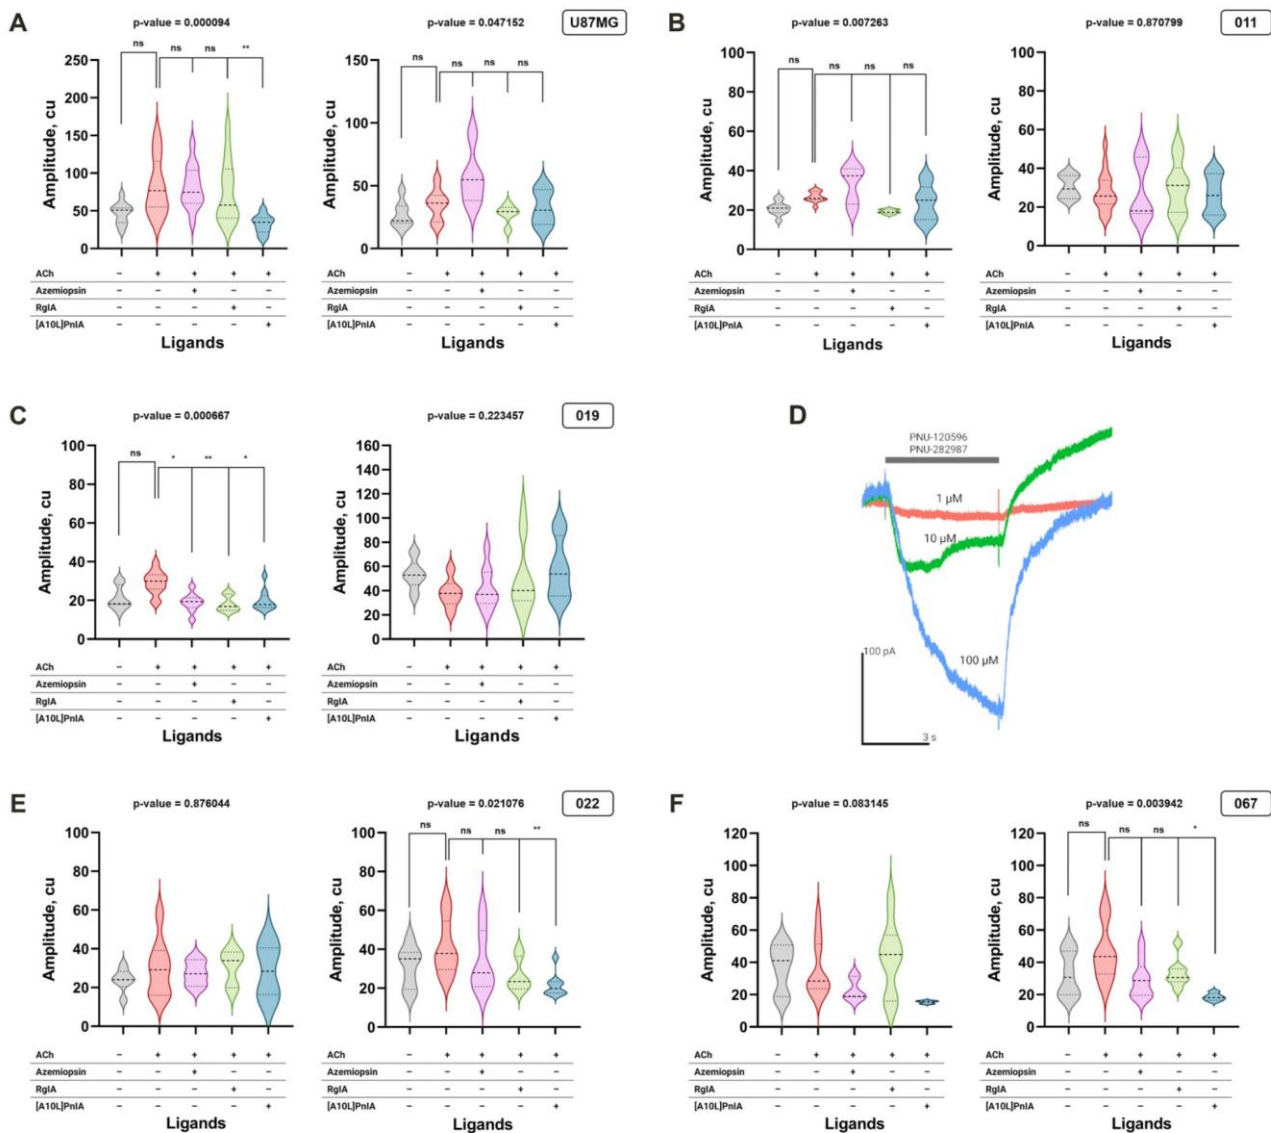 A
p-value = 0.000094
p-value = 0.047152
U87MG
ns
ns
ns
**
ns
ns
ns
ns
Amplitude, cu
250
200
150
100
50
0
Amplitude, cu
150
100
50
0
ACh – + + + +
Azemiopsin – – + – –
RgIA – – – + –
[A10L]PnIA – – – – +
Ligands
ACh – + + + +
Azemiopsin – – + – –
RgIA – – – + –
[A10L]PnIA – – – – +
Ligands
B
p-value = 0.007263
p-value = 0.870799
011
ns
ns
ns
ns
Amplitude, cu
100
80
60
40
20
0
Amplitude, cu
100
80
60
40
20
0
ACh – + + + +
Azemiopsin – – + – –
RgIA – – – + –
[A10L]PnIA – – – – +
Ligands
ACh – + + + +
Azemiopsin – – + – –
RgIA – – – + –
[A10L]PnIA – – – – +
Ligands
C
p-value = 0.000667
p-value = 0.223457
019
ns
*
**
*
Amplitude, cu
100
80
60
40
20
0
Amplitude, cu
160
140
120
100
80
60
40
20
0
ACh – + + + +
Azemiopsin – – + – –
RgIA – – – + –
[A10L]PnIA – – – – +
Ligands
ACh – + + + +
Azemiopsin – – + – –
RgIA – – – + –
[A10L]PnIA – – – – +
Ligands
D
PNU-120596
PNU-282987
1 µM
10 µM
100 µM
100 pA
3 s
E
p-value = 0.876044
p-value = 0.021076
022
ns
ns
ns
**
Amplitude, cu
100
80
60
40
20
0
Amplitude, cu
100
80
60
40
20
0
ACh – + + + +
Azemiopsin – – + – –
RgIA – – – + –
[A10L]PnIA – – – – +
Ligands
ACh – + + + +
Azemiopsin – – + – –
RgIA – – – + –
[A10L]PnIA – – – – +
Ligands
F
p-value = 0.083145
p-value = 0.003942
067
ns
ns
ns
*
Amplitude, cu
120
100
80
60
40
20
0
Amplitude, cu
120
100
80
60
40
20
0
ACh – + + + +
Azemiopsin – – + – –
RgIA – – – + –
[A10L]PnIA – – – – +
Ligands
ACh – + + + +
Azemiopsin – – + – –
RgIA – – – + –
[A10L]PnIA – – – – +
Ligands